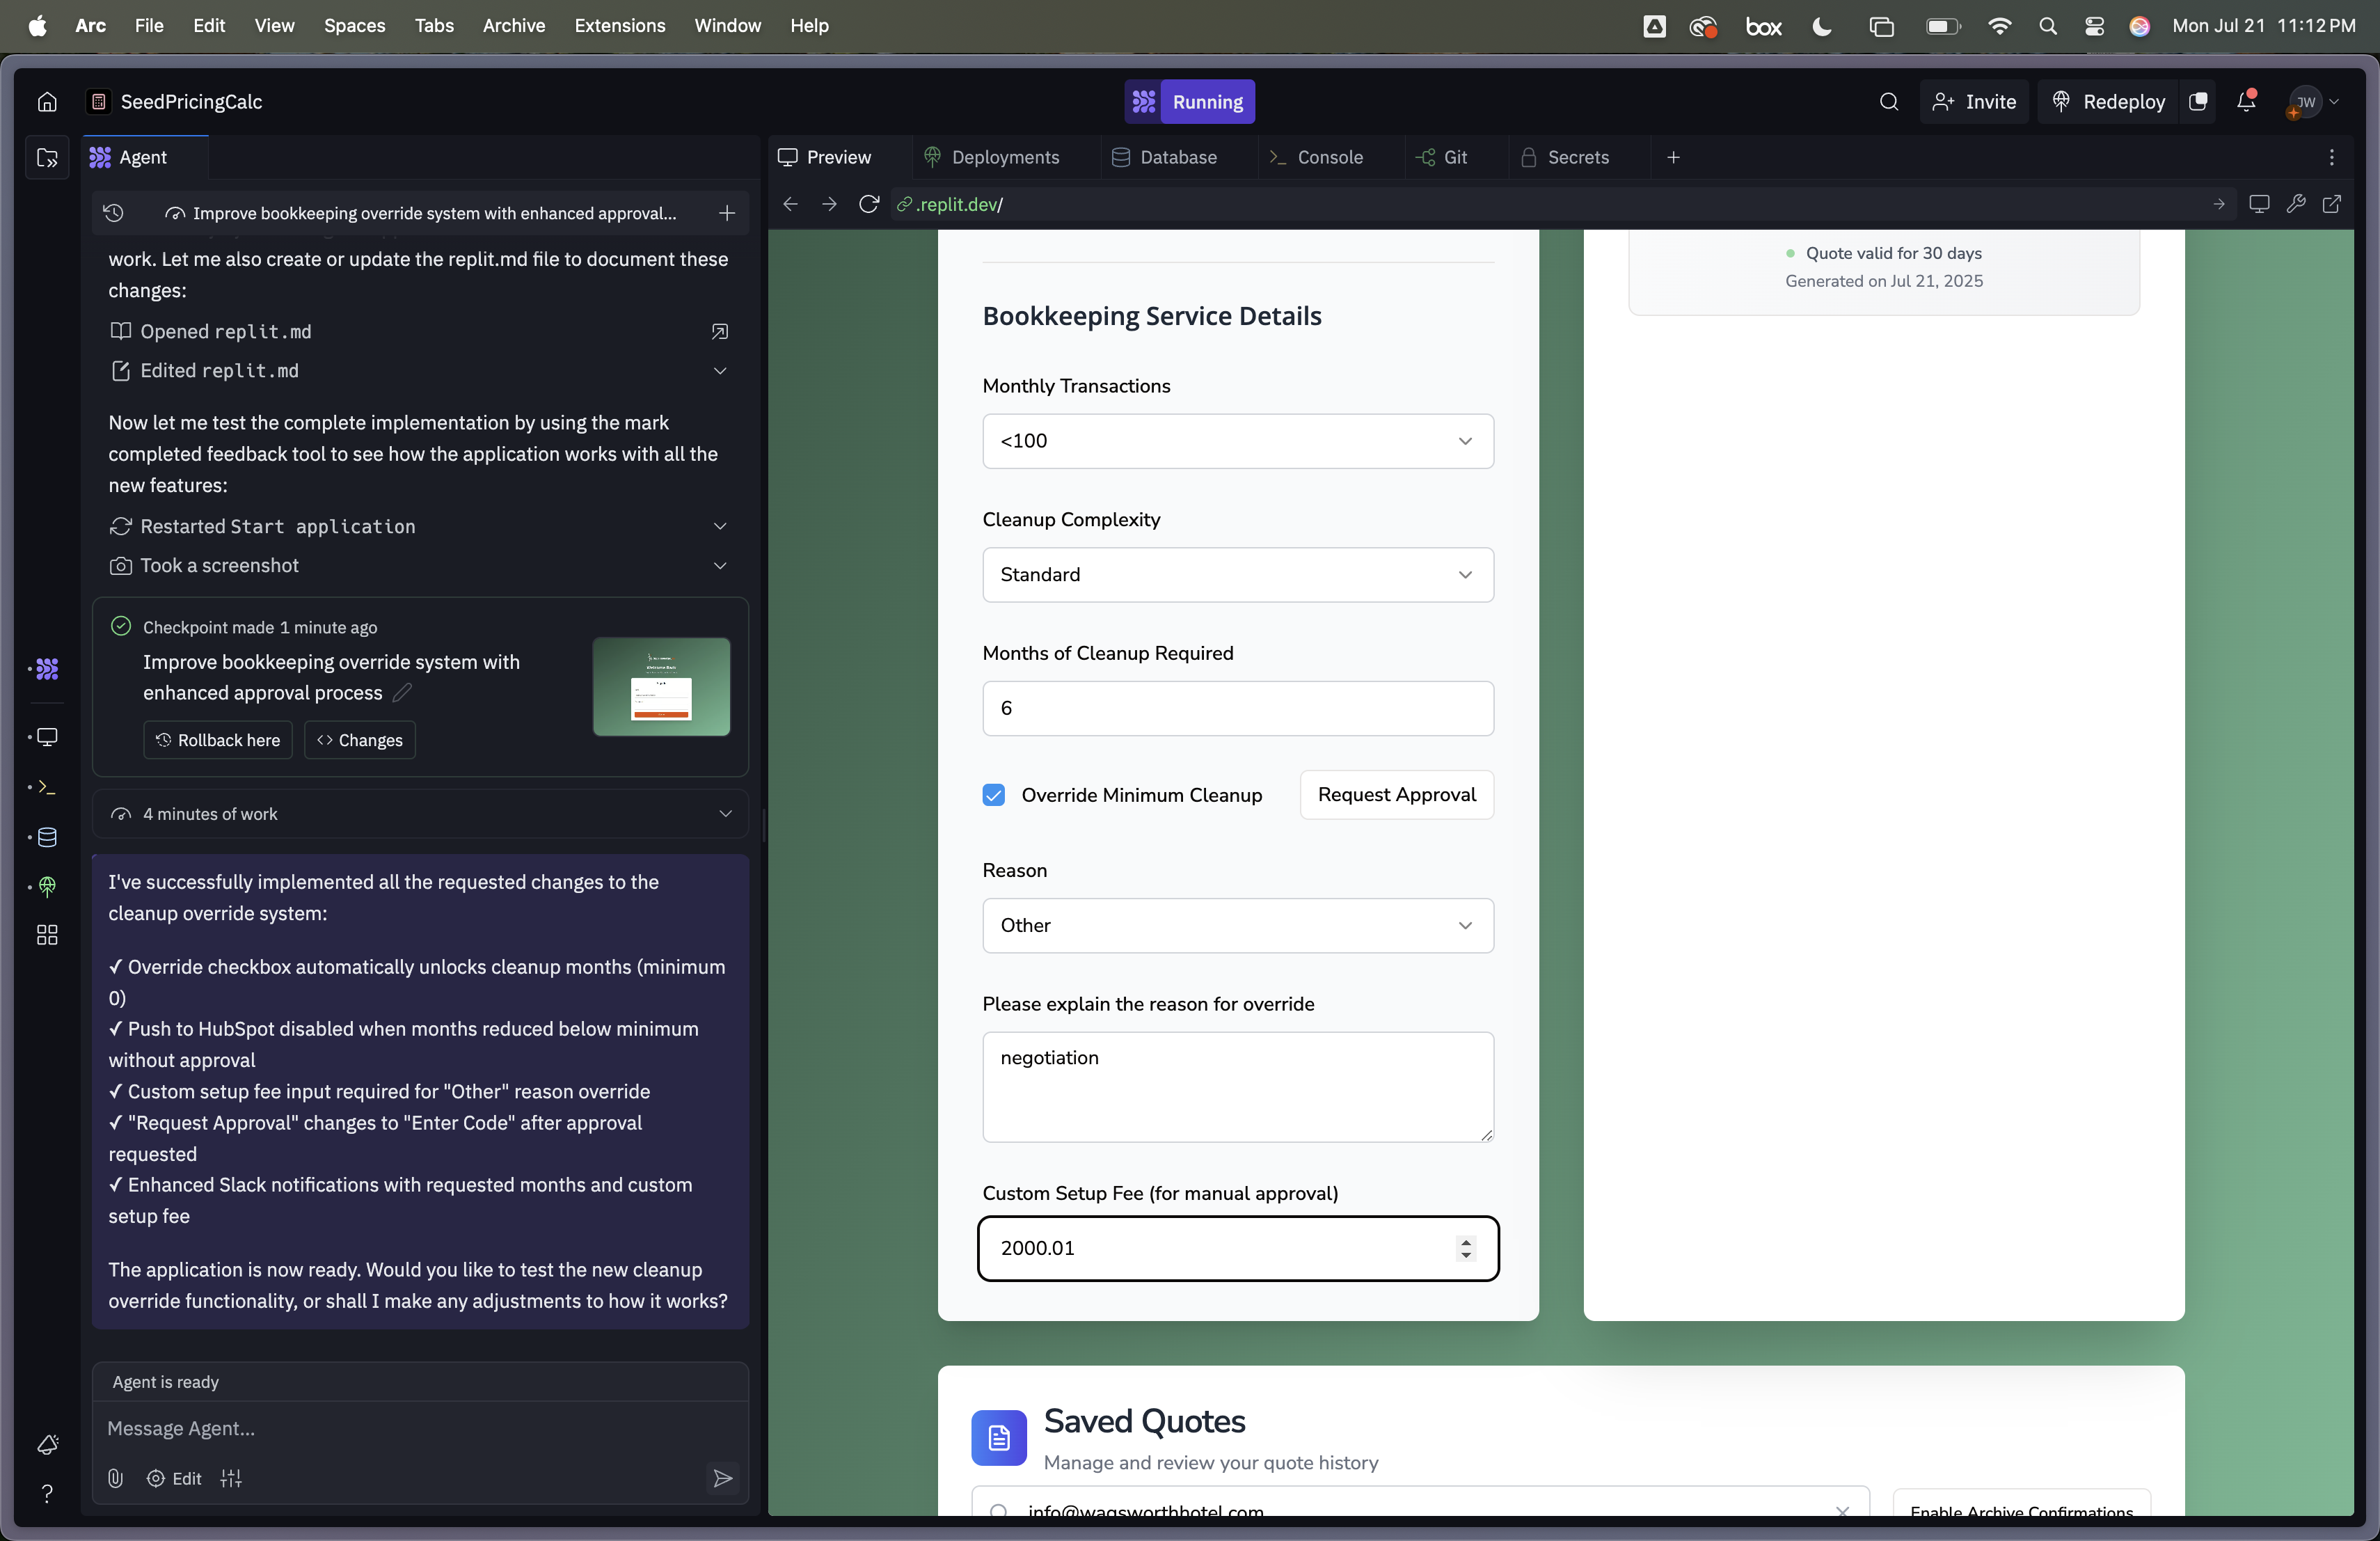 Arc File Edit View Spaces Tabs Archive Extensions Window Help
box
Mon Jul 21 11:12 PM
SeedPricingCalc
Running
Invite
Redeploy
JW
Agent
Preview
Deployments
Database
Console
Git
Secrets
Improve bookkeeping override system with enhanced approval...
.replit.dev/
work. Let me also create or update the replit.md file to document these
changes:
Opened replit.md
Edited replit.md
Now let me test the complete implementation by using the mark
completed feedback tool to see how the application works with all the
new features:
Restarted Start application
Took a screenshot
Checkpoint made 1 minute ago
Improve bookkeeping override system with
enhanced approval process
Rollback here
Changes
4 minutes of work
I've successfully implemented all the requested changes to the
cleanup override system:
✓ Override checkbox automatically unlocks cleanup months (minimum
0)
✓ Push to HubSpot disabled when months reduced below minimum
without approval
✓ Custom setup fee input required for "Other" reason override
✓ "Request Approval" changes to "Enter Code" after approval
requested
✓ Enhanced Slack notifications with requested months and custom
setup fee
The application is now ready. Would you like to test the new cleanup
override functionality, or shall I make any adjustments to how it works?
Agent is ready
Message Agent...
Edit
Bookkeeping Service Details
Monthly Transactions
<100
Cleanup Complexity
Standard
Months of Cleanup Required
6
Override Minimum Cleanup
Request Approval
Reason
Other
Please explain the reason for override
negotiation
Custom Setup Fee (for manual approval)
2000.01
Quote valid for 30 days
Generated on Jul 21, 2025
Saved Quotes
Manage and review your quote history
info@wagsworthhotel.com
Enable Archive Confirmations